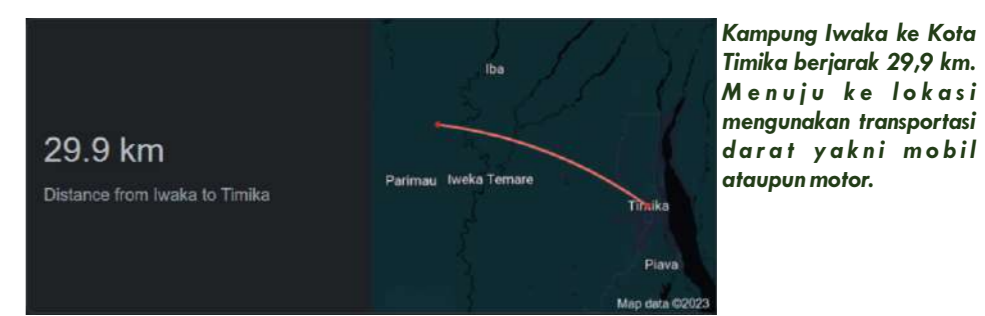 29.9 km
Distance from Iwaka to Timika
Iba
Parimau
Iweka Temare
Timika
Piava
Map data ©2023
Kampung Iwaka ke Kota
Timika berjarak 29,9 km.
Menuju ke lokasi
mengunakan transportasi
darat yakni mobil
ataupun motor.